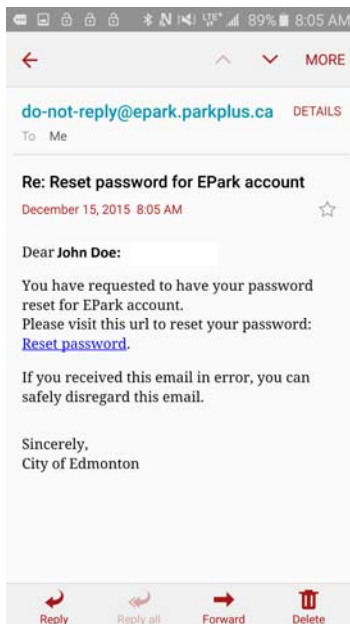 N LTE+ 89% 8:05 AM
MORE
do-not-reply@epark.parkplus.ca DETAILS
To Me
Re: Reset password for EPark account
December 15, 2015 8:05 AM
Dear John Doe:
You have requested to have your password
reset for EPark account.
Please visit this url to reset your password:
Reset password.
If you received this email in error, you can
safely disregard this email.
Sincerely,
City of Edmonton
Reply Reply all Forward Delete